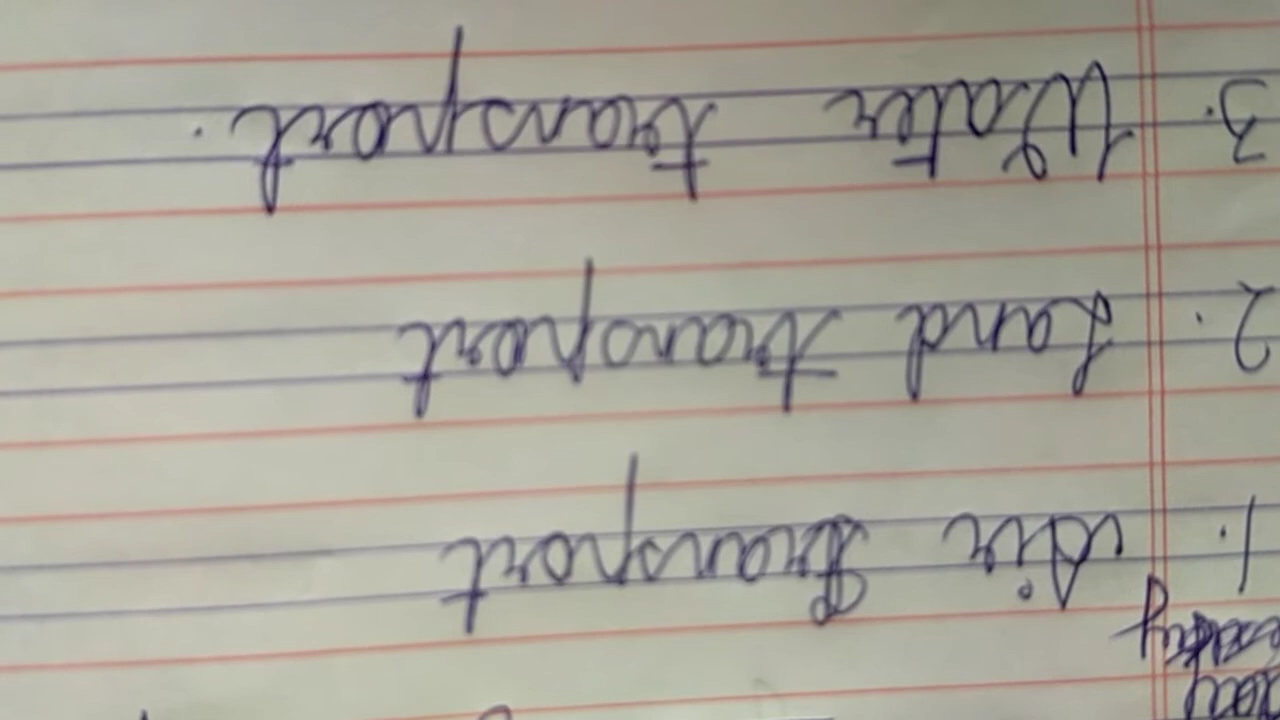 1. Air Transport
2. Land transport
3. Water transport.